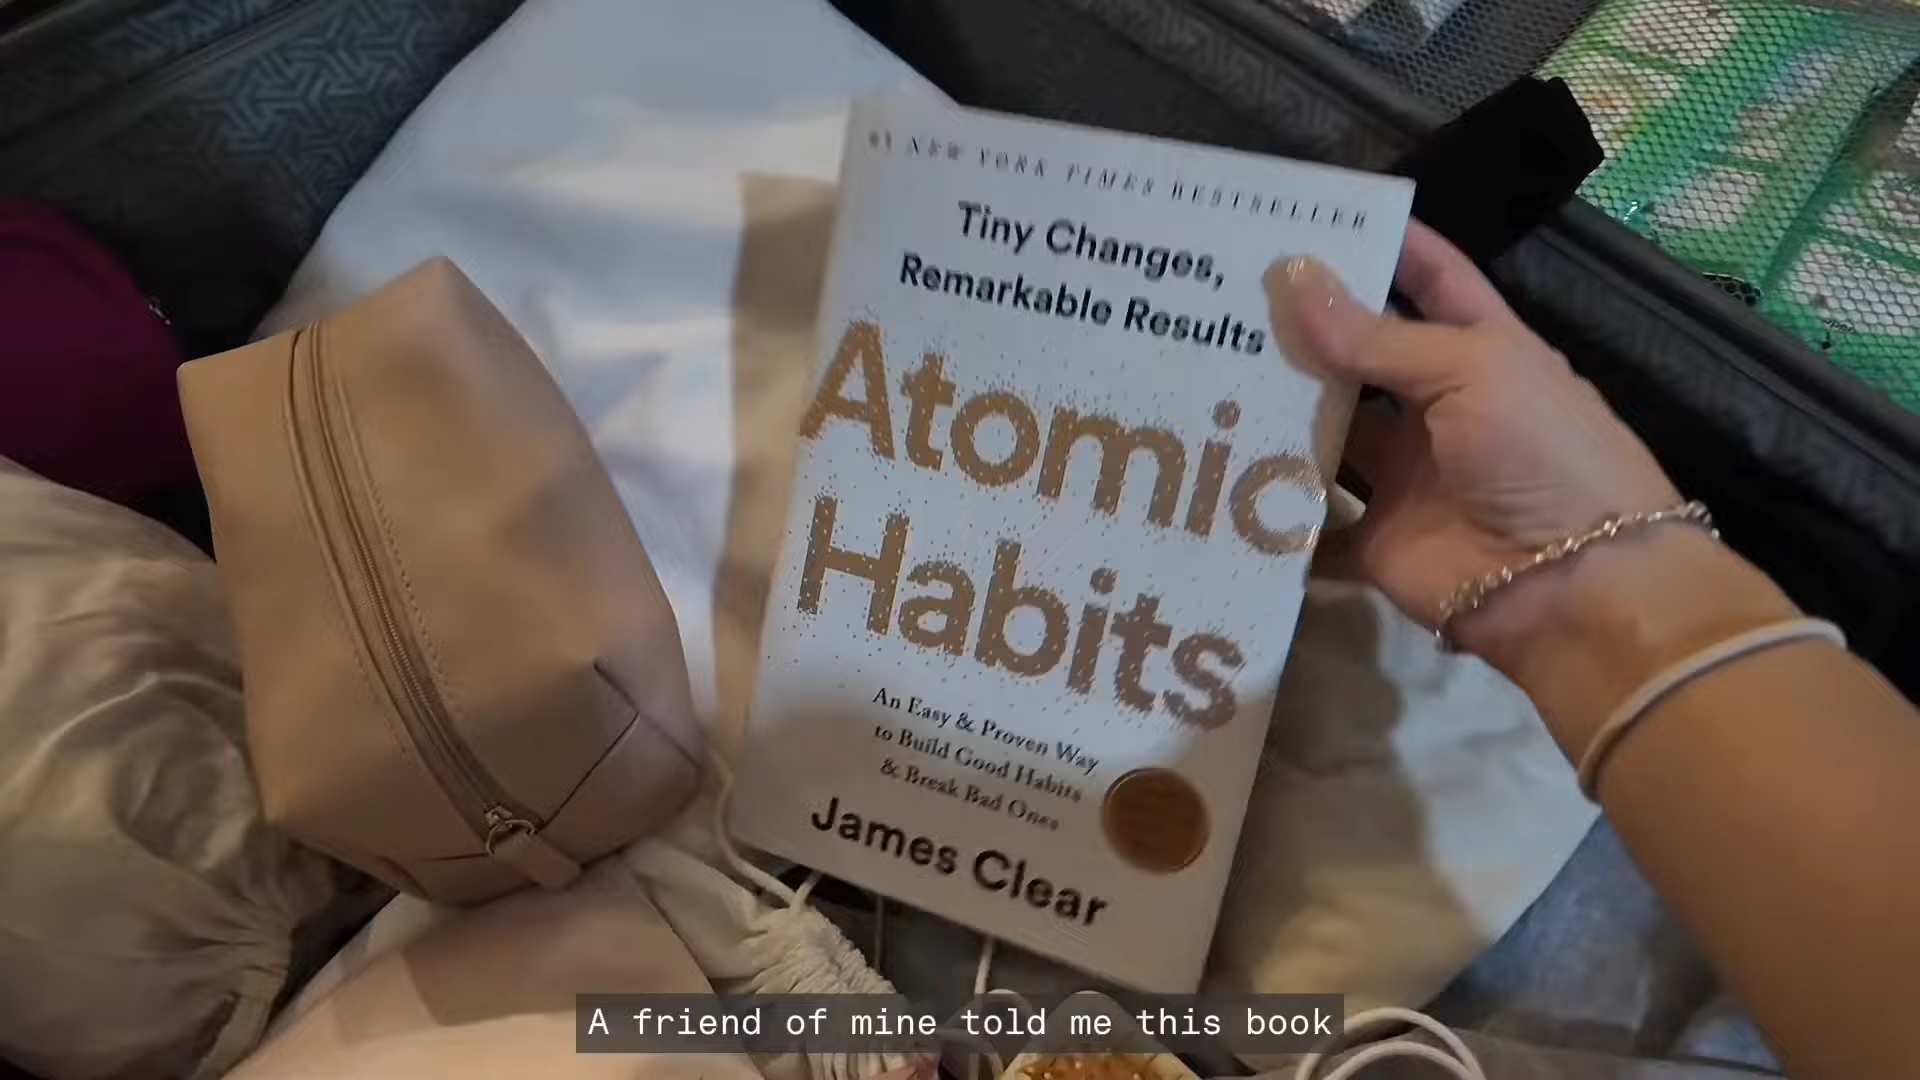 #1 NEW YORK TIMES BESTSELLER
Tiny Changes,
Remarkable Results
Atomic
Habits
An Easy & Proven Way
to Build Good Habits
& Break Bad Ones
James Clear
A friend of mine told me this book